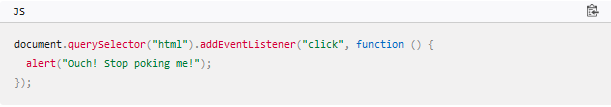 JS
document.querySelector("html").addEventListener("click", function () {
  alert("Ouch! Stop poking me!");
});